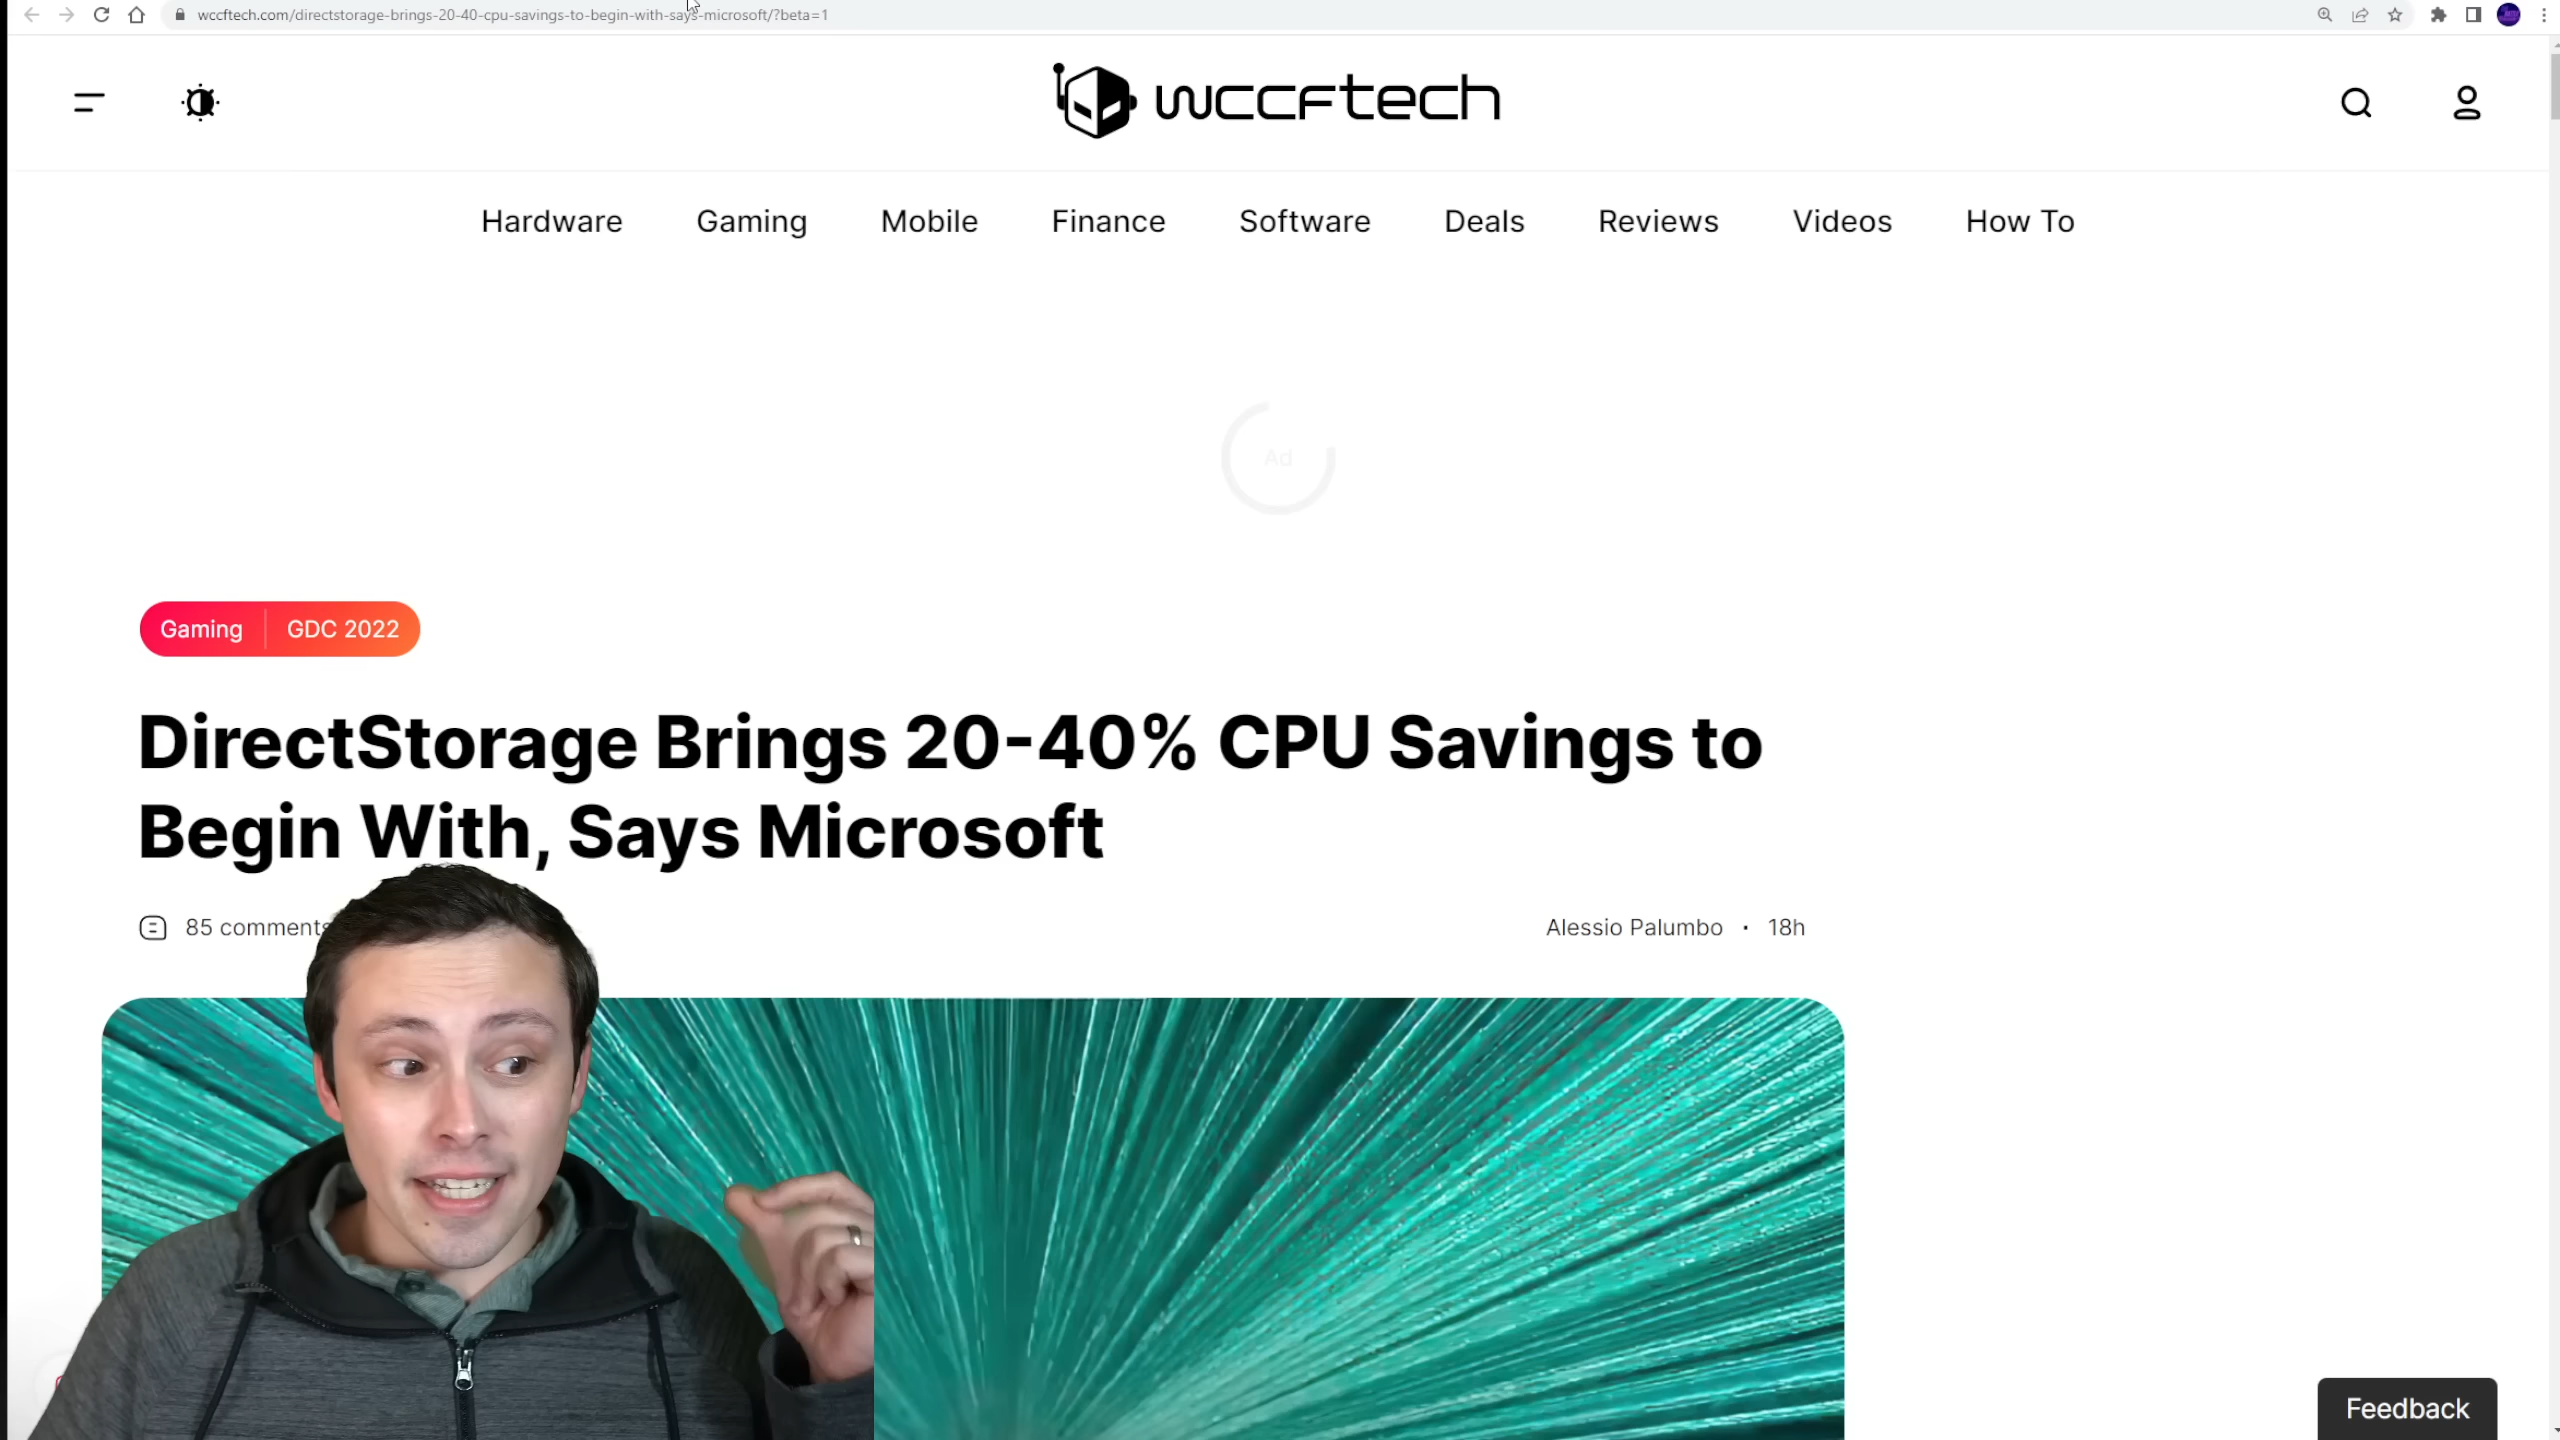 wccftech.com/directstorage-brings-20-40-cpu-savings-to-begin-with-says-microsoft/?beta=1
wccftech
Hardware Gaming Mobile Finance Software Deals Reviews Videos How To
Ad
Gaming GDC 2022
DirectStorage Brings 20-40% CPU Savings to
Begin With, Says Microsoft
85 comments Alessio Palumbo • 18h
Feedback